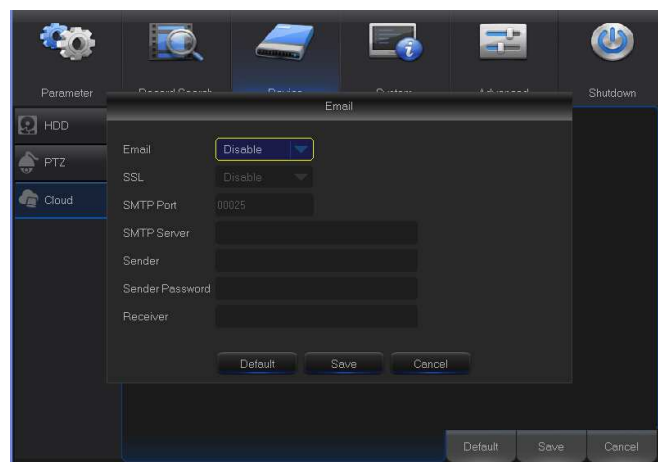 Parameter
Shutdown
Email
HDD
PTZ
Cloud
Email Disable
SSL Disable
SMTP Port 00025
SMTP Server
Sender
Sender Password
Receiver
Default Save Cancel
Default Save Cancel